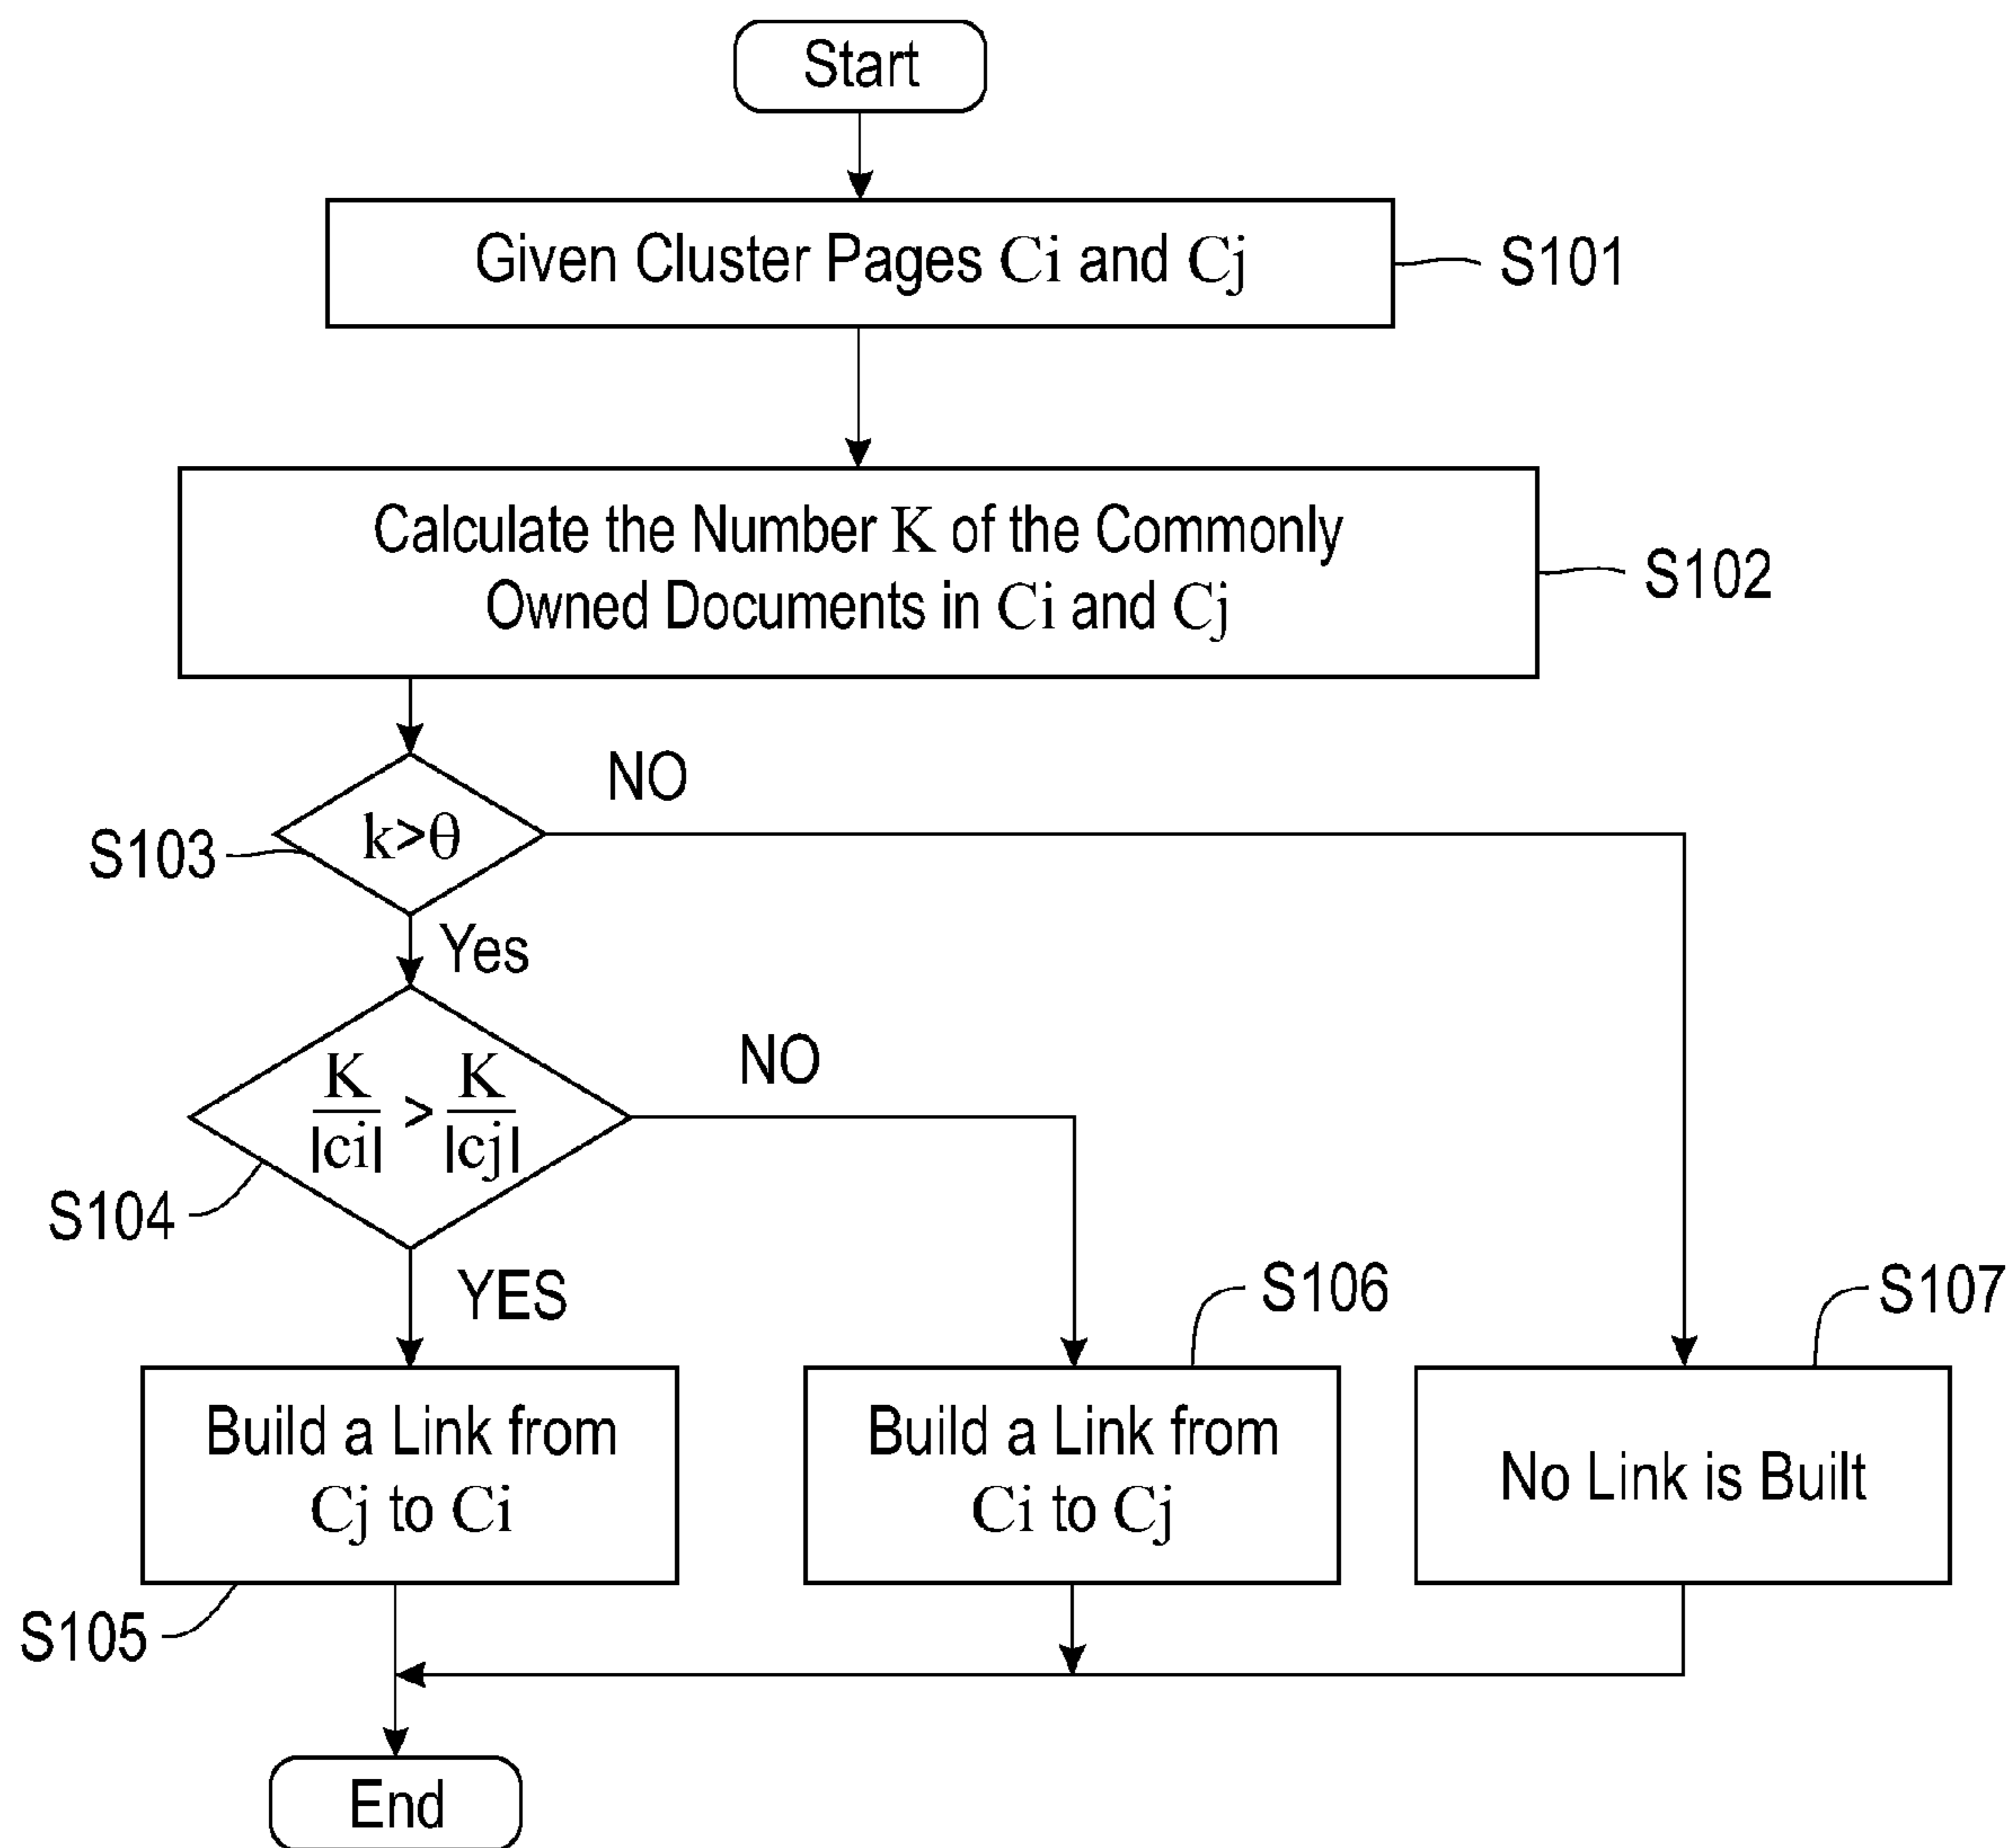 Start
Given Cluster Pages Ci and Cj
S101
Calculate the Number K of the Commonly
Owned Documents in Ci and Cj
S102
k>θ
NO
S103
Yes
K/|ci| > K/|cj|
NO
S104
YES
S106
S107
Build a Link from
Cj to Ci
Build a Link from
Ci to Cj
No Link is Built
S105
End